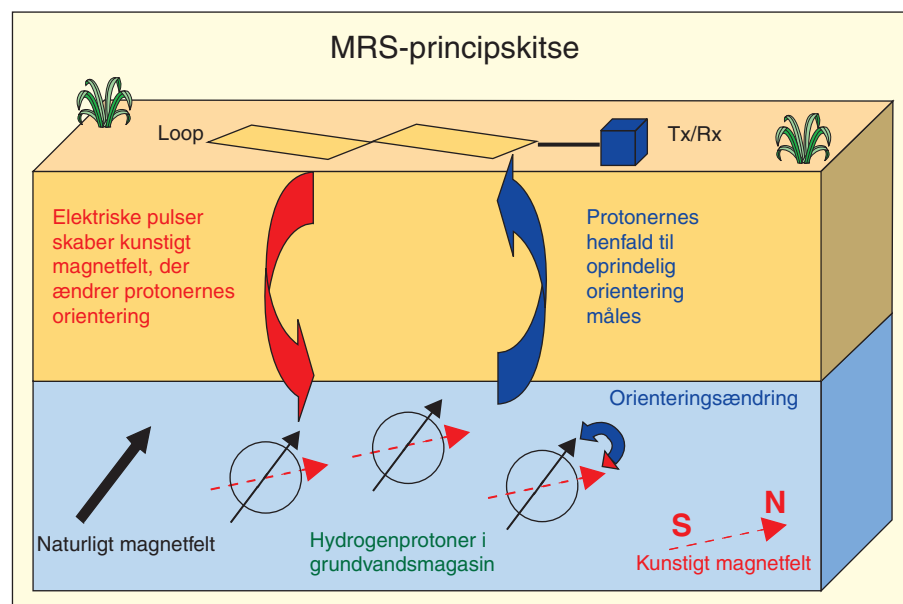 MRS-principskitse
Loop
Tx/Rx
Elektriske pulser
skaber kunstigt
magnetfelt, der
ændrer protonernes
orientering
Protonernes
henfald til
oprindelig
orientering
måles
Orienteringsændring
Naturligt magnetfelt
Hydrogenprotoner i
grundvandsmagasin
S
N
Kunstigt magnetfelt